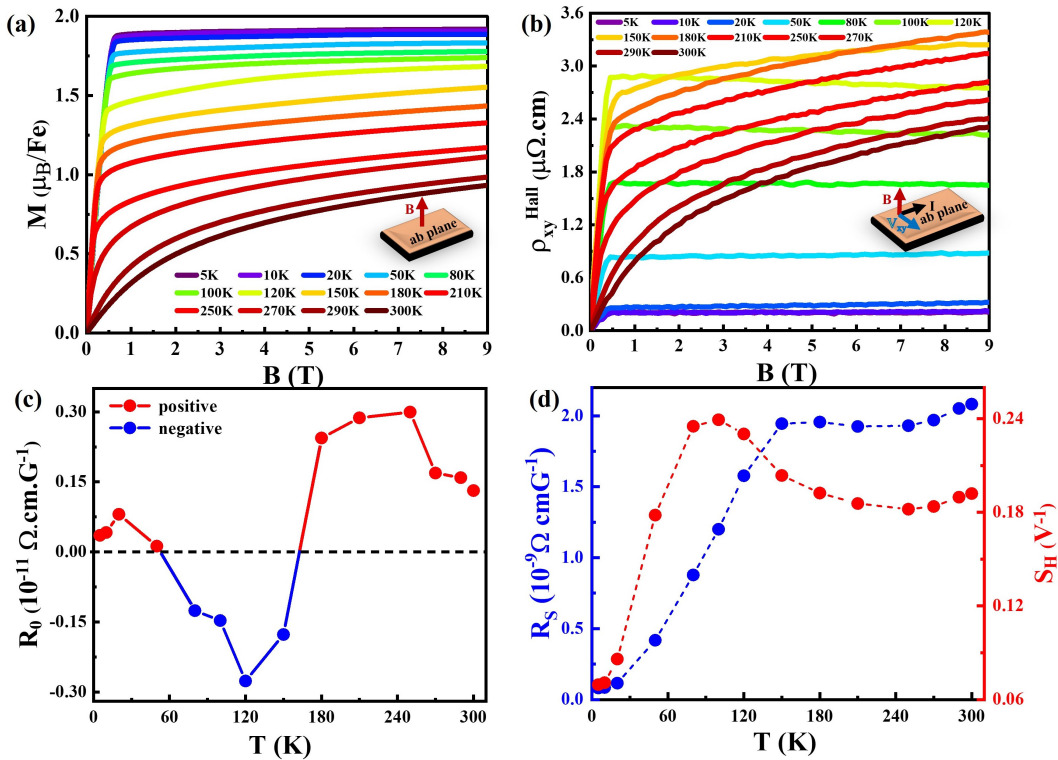 (a)
M (μB/Fe)
2.0
1.5
1.0
0.5
0.0
B
ab plane
5K 10K 20K 50K 80K
100K 120K 150K 180K 210K
250K 270K 290K 300K
0 1 2 3 4 5 6 7 8 9
B (T)
(b)
ρxyHall (μΩ.cm)
3.6
3.0
2.4
1.8
1.2
0.6
0.0
5K 10K 20K 50K 80K 100K 120K
150K 180K 210K 250K 270K
290K 300K
B
I
Vxy
ab plane
0 1 2 3 4 5 6 7 8 9
B (T)
(c)
R0 (10-11 Ω.cm.G-1)
0.30
0.15
0.00
-0.15
-0.30
positive
negative
0 60 120 180 240 300
T (K)
(d)
RS (10-9Ω cmG-1)
2.0
1.5
1.0
0.5
0.0
0.24
0.18
0.12
0.06
SH (V-1)
0 60 120 180 240 300
T (K)